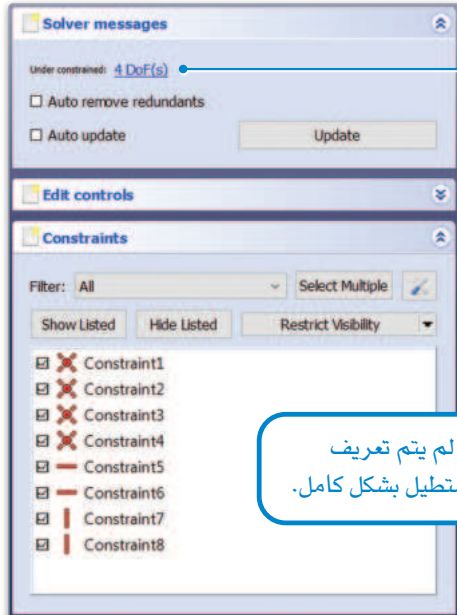 Solver messages
Under constrained: 4 DoF(s)
Auto remove redundants
Auto update Update
Edit controls
Constraints
Filter: All Select Multiple
Show Listed Hide Listed Restrict Visibility
Constraint1
Constraint2
Constraint3
Constraint4
Constraint5
Constraint6
Constraint7
Constraint8
لم يتم تعريف
بشكل كامل.